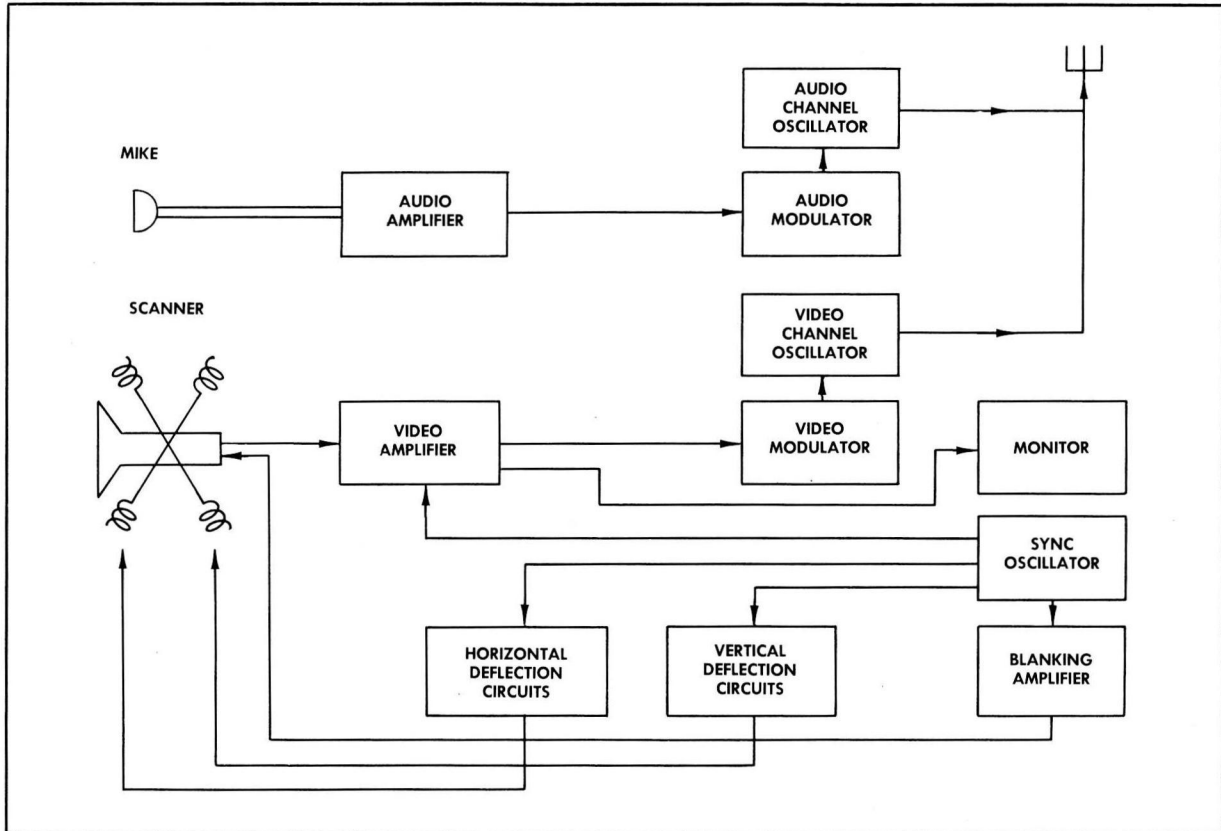 AUDIO
CHANNEL
OSCILLATOR
MIKE
AUDIO
AMPLIFIER
AUDIO
MODULATOR
SCANNER
VIDEO
CHANNEL
OSCILLATOR
VIDEO
AMPLIFIER
VIDEO
MODULATOR
MONITOR
SYNC
OSCILLATOR
HORIZONTAL
DEFLECTION
CIRCUITS
VERTICAL
DEFLECTION
CIRCUITS
BLANKING
AMPLIFIER